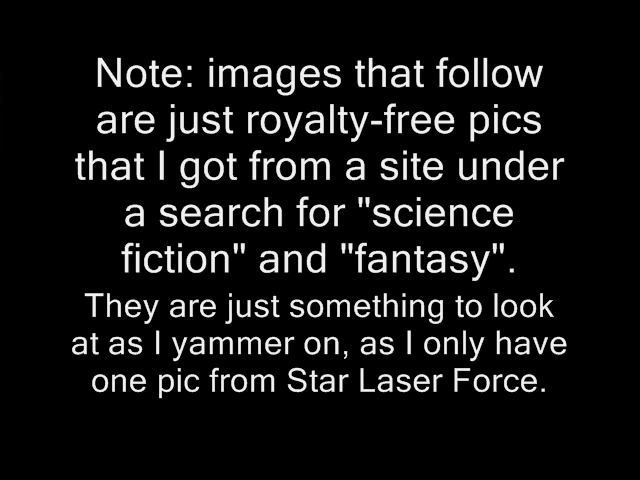 Note: images that follow
are just royalty-free pics
that I got from a site under
a search for "science
fiction" and "fantasy".
They are just something to look
at as I yammer on, as I only have
one pic from Star Laser Force.